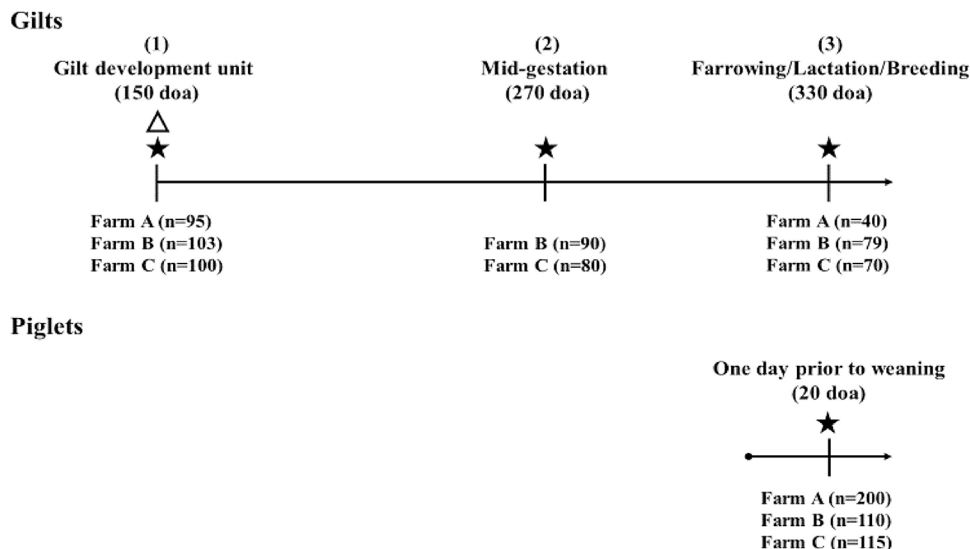 Gilts
(1)
Gilt development unit
(150 doa)
(2)
Mid-gestation
(270 doa)
(3)
Farrowing/Lactation/Breeding
(330 doa)
Farm A (n=95)
Farm B (n=103)
Farm C (n=100)
Farm B (n=90)
Farm C (n=80)
Farm A (n=40)
Farm B (n=79)
Farm C (n=70)
Piglets
One day prior to weaning
(20 doa)
Farm A (n=200)
Farm B (n=110)
Farm C (n=115)